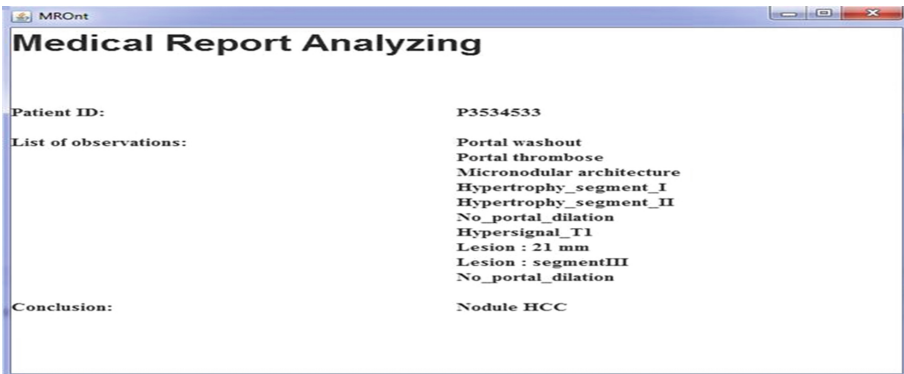 MROnt
Medical Report Analyzing
Patient ID: P3534533
List of observations: Portal washout
Portal thrombose
Micronodular architecture
Hypertrophy_segment_I
Hypertrophy_segment_II
No_portal_dilation
Hypersignal_T1
Lesion : 21 mm
Lesion : segmentIII
No_portal_dilation
Conclusion: Nodule HCC